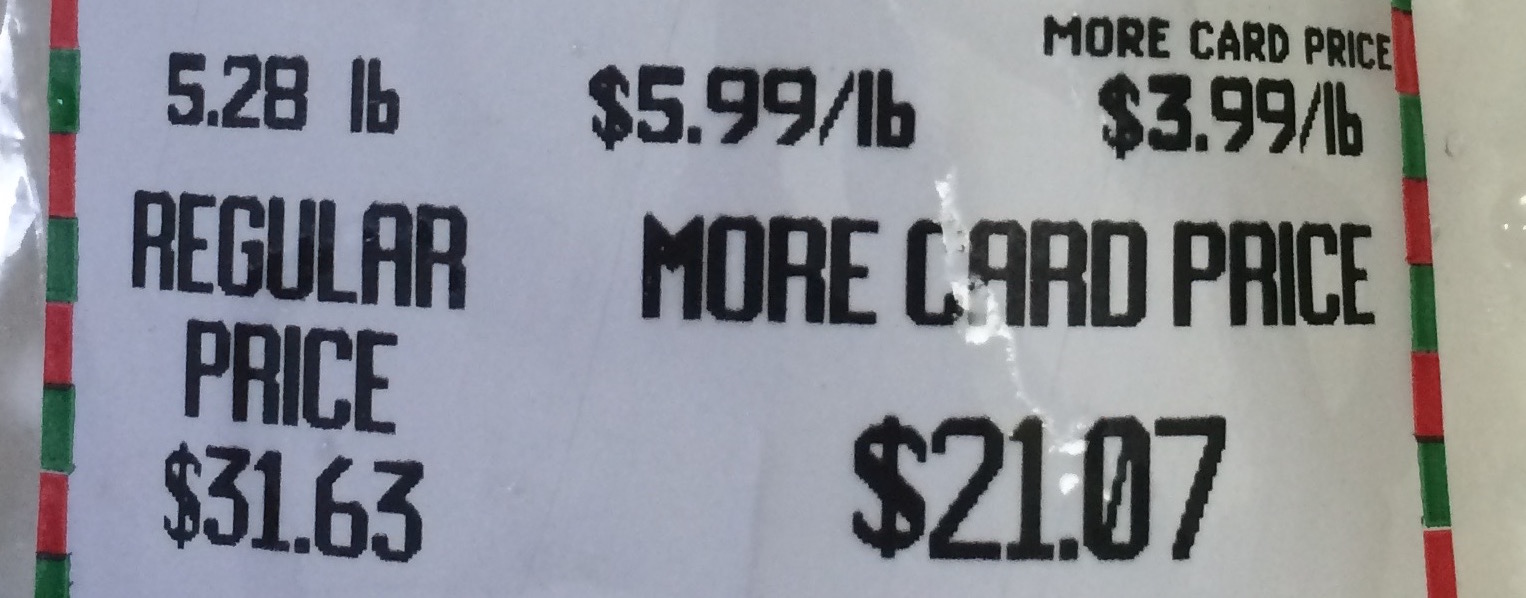 MORE CARD PRICE
5.28 lb $5.99/lb $3.99/lb
REGULAR MORE CARD PRICE
PRICE
$31.63 $21.07